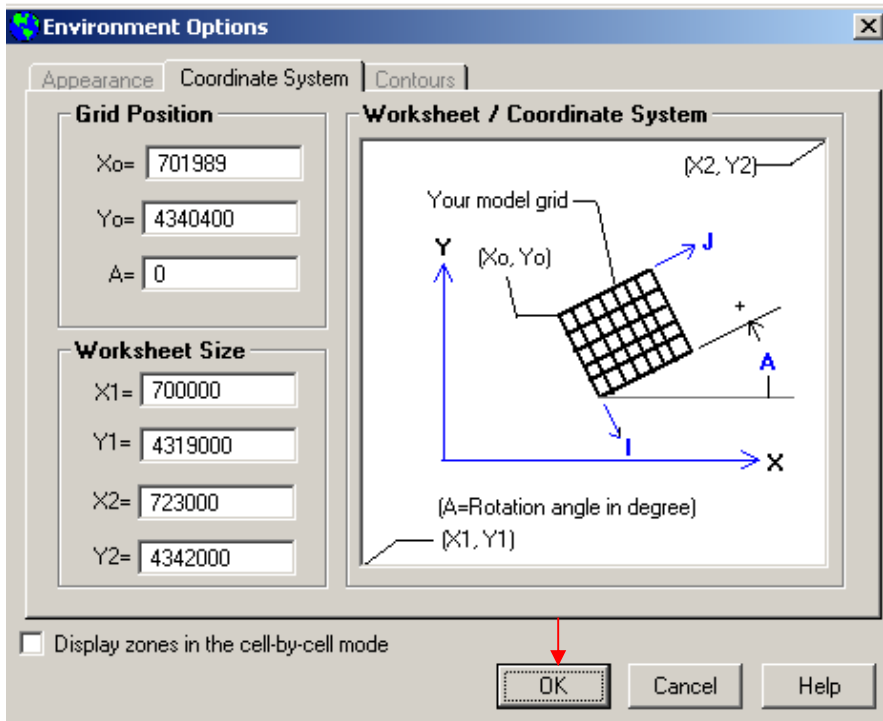 Environment Options
Appearance Coordinate System Contours
Grid Position
Xo= 701989
Yo= 4340400
A= 0
Worksheet Size
X1= 700000
Y1= 4319000
X2= 723000
Y2= 4342000
Worksheet / Coordinate System
(X2, Y2)
Your model grid
Y
(Xo, Yo)
J
+
A
I
X
(A=Rotation angle in degree)
(X1, Y1)
Display zones in the cell-by-cell mode
OK Cancel Help